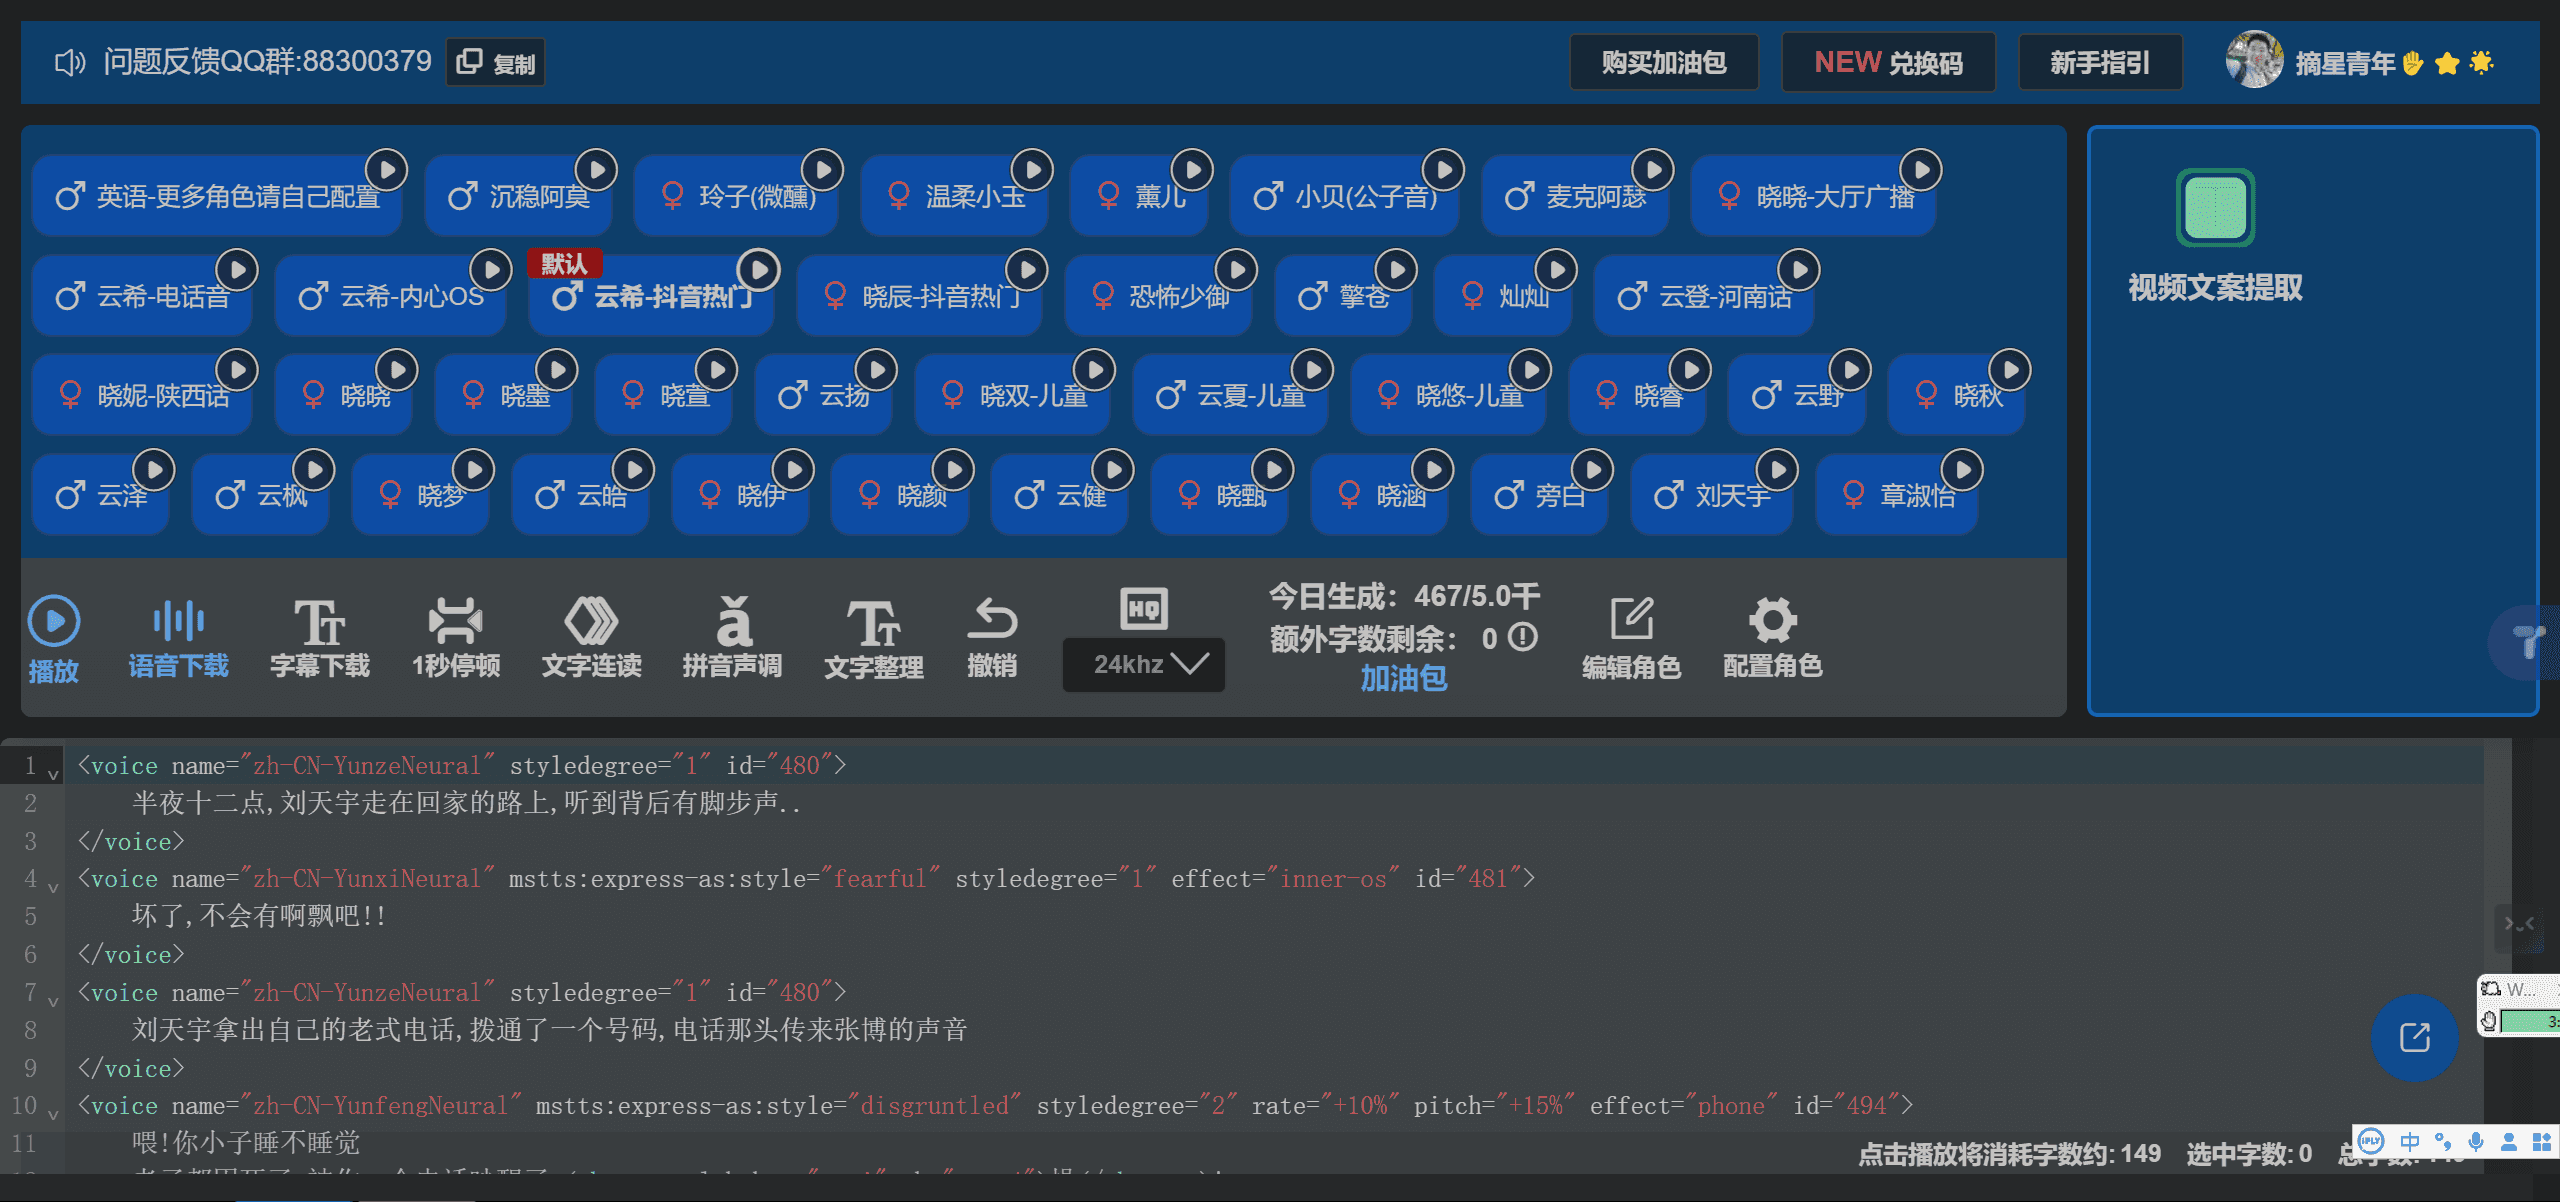 问题反馈QQ群:88300379 复制 购买加油包 NEW 兑换码 新手指引 摘星青年
英语-更多角色请自己配置 沉稳阿莫 玲子(微醺) 温柔小玉 薰儿 小贝(公子音) 麦克阿瑟 晓晓-大厅广播
默认
云希-电话音 云希-内心OS 云希-抖音热门 晓辰-抖音热门 恐怖少御 擎苍 灿灿 云登-河南话
晓妮-陕西话 晓晓 晓墨 晓萱 云扬 晓双-儿童 云夏-儿童 晓悠-儿童 晓睿 云野 晓秋
云泽 云枫 晓梦 云皓 晓伊 晓颜 云健 晓甄 晓涵 旁白 刘天宇 章淑怡
视频文案提取
播放 语音下载 字幕下载 1秒停顿 文字连读 拼音声调 文字整理 撤销
HQ
24khz
今日生成: 467/5.0千
额外字数剩余: 0
加油包
编辑角色 配置角色
1 <voice name="zh-CN-YunzeNeural" styledegree="1" id="480">
2 半夜十二点,刘天宇走在回家的路上,听到背后有脚步声..
3 </voice>
4 <voice name="zh-CN-YunxiNeural" mstts:express-as:style="fearful" styledegree="1" effect="inner-os" id="481">
5 坏了,不会有啊飘吧!!
6 </voice>
7 <voice name="zh-CN-YunzeNeural" styledegree="1" id="480">
8 刘天宇拿出自己的老式电话,拨通了一个号码,电话那头传来张博的声音
9 </voice>
10 <voice name="zh-CN-YunfengNeural" mstts:express-as:style="disgruntled" styledegree="2" rate="+10%" pitch="+15%" effect="phone" id="494">
11 喂!你小子睡不睡觉
点击播放将消耗字数约: 149 选中字数: 0
W...
3:
iFLY 中